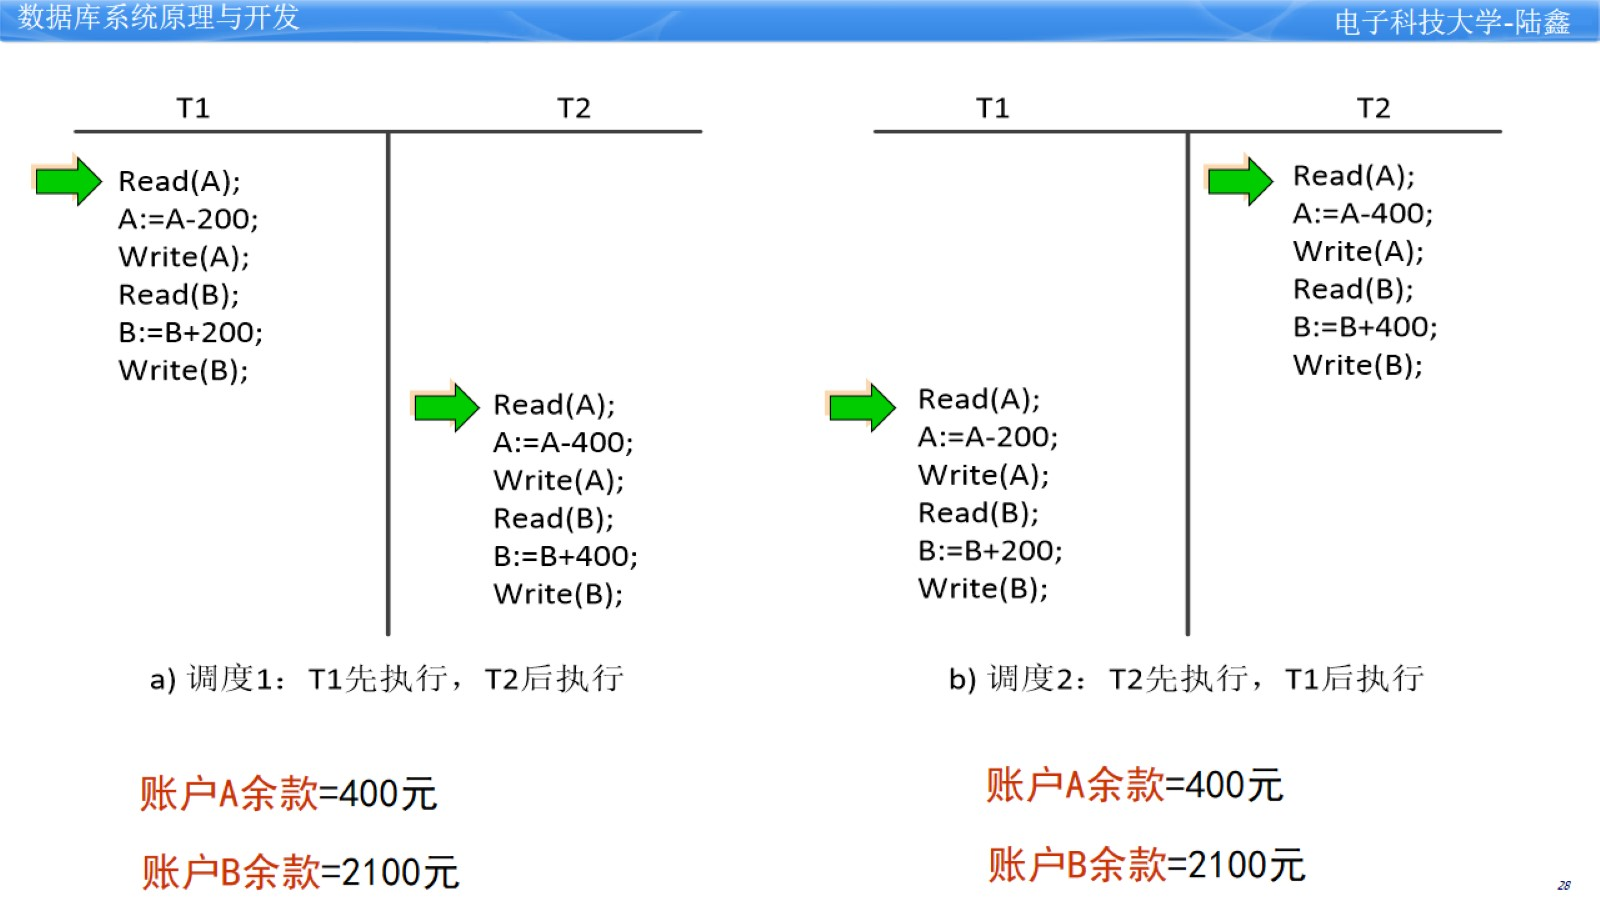 数据库系统原理与开发
电子科技大学-陆鑫
T1
T2
Read(A);
A:=A-200;
Write(A);
Read(B);
B:=B+200;
Write(B);
Read(A);
A:=A-400;
Write(A);
Read(B);
B:=B+400;
Write(B);
a) 调度1：T1先执行，T2后执行
账户A余款=400元
账户B余款=2100元
T1
T2
Read(A);
A:=A-400;
Write(A);
Read(B);
B:=B+400;
Write(B);
Read(A);
A:=A-200;
Write(A);
Read(B);
B:=B+200;
Write(B);
b) 调度2：T2先执行，T1后执行
账户A余款=400元
账户B余款=2100元
28